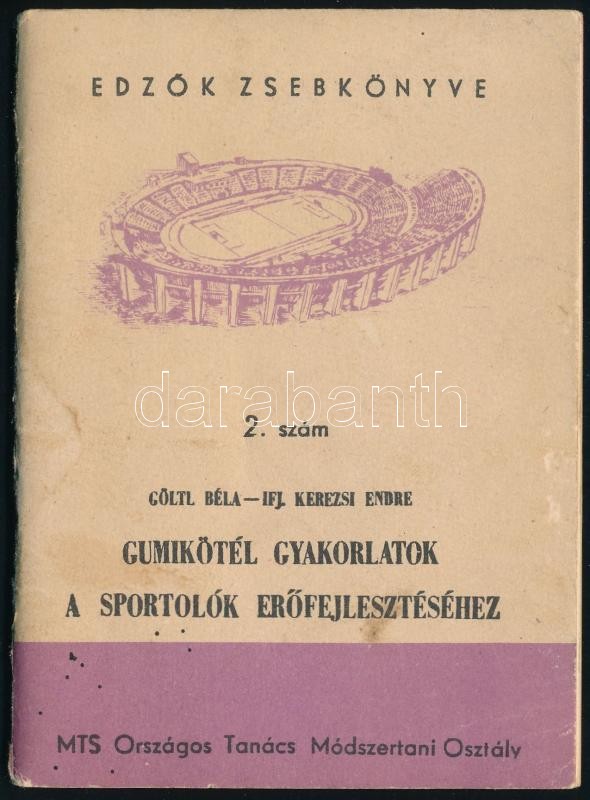 EDZŐK ZSEBKÖNYVE
darabanth
2. szám
GÖLTL BÉLA — IFJ. KEREZSI ENDRE
GUMIKÖTÉL GYAKORLATOK
A SPORTOLÓK ERŐFEJLESZTÉSÉHEZ
MTS Országos Tanács Módszertani Osztály